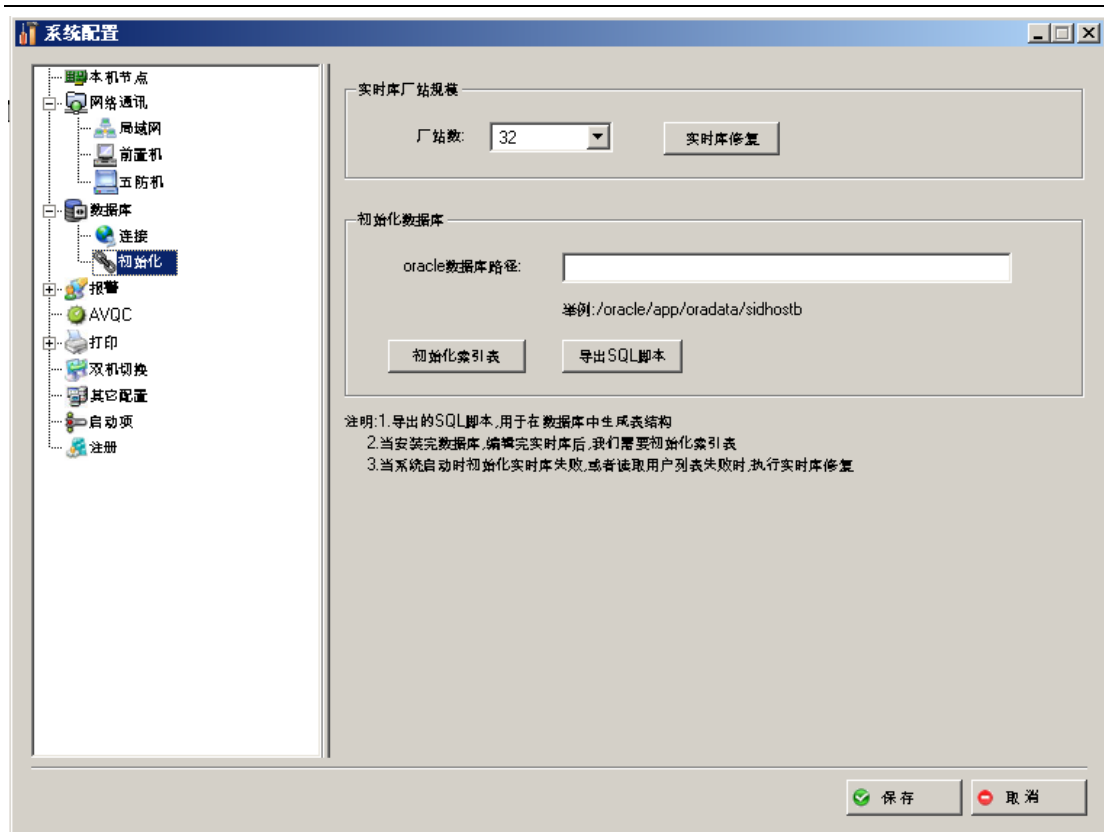 系统配置
本机节点
网络通讯
局域网
前置机
五防机
数据库
连接
初始化
报警
AVQC
打印
双机切换
其它配置
启动项
注册
实时库厂站规模
厂站数: 32 实时库修复
初始化数据库
oracle数据库路径:
举例:/oracle/app/oradata/sidhostb
初始化索引表 导出SQL脚本
注明:1.导出的SQL脚本,用于在数据库中生成表结构
2.当安装完数据库,编辑完实时库后,我们需要初始化索引表
3.当系统启动时初始化实时库失败,或者读取用户列表失败时,执行实时库修复
保存 取消